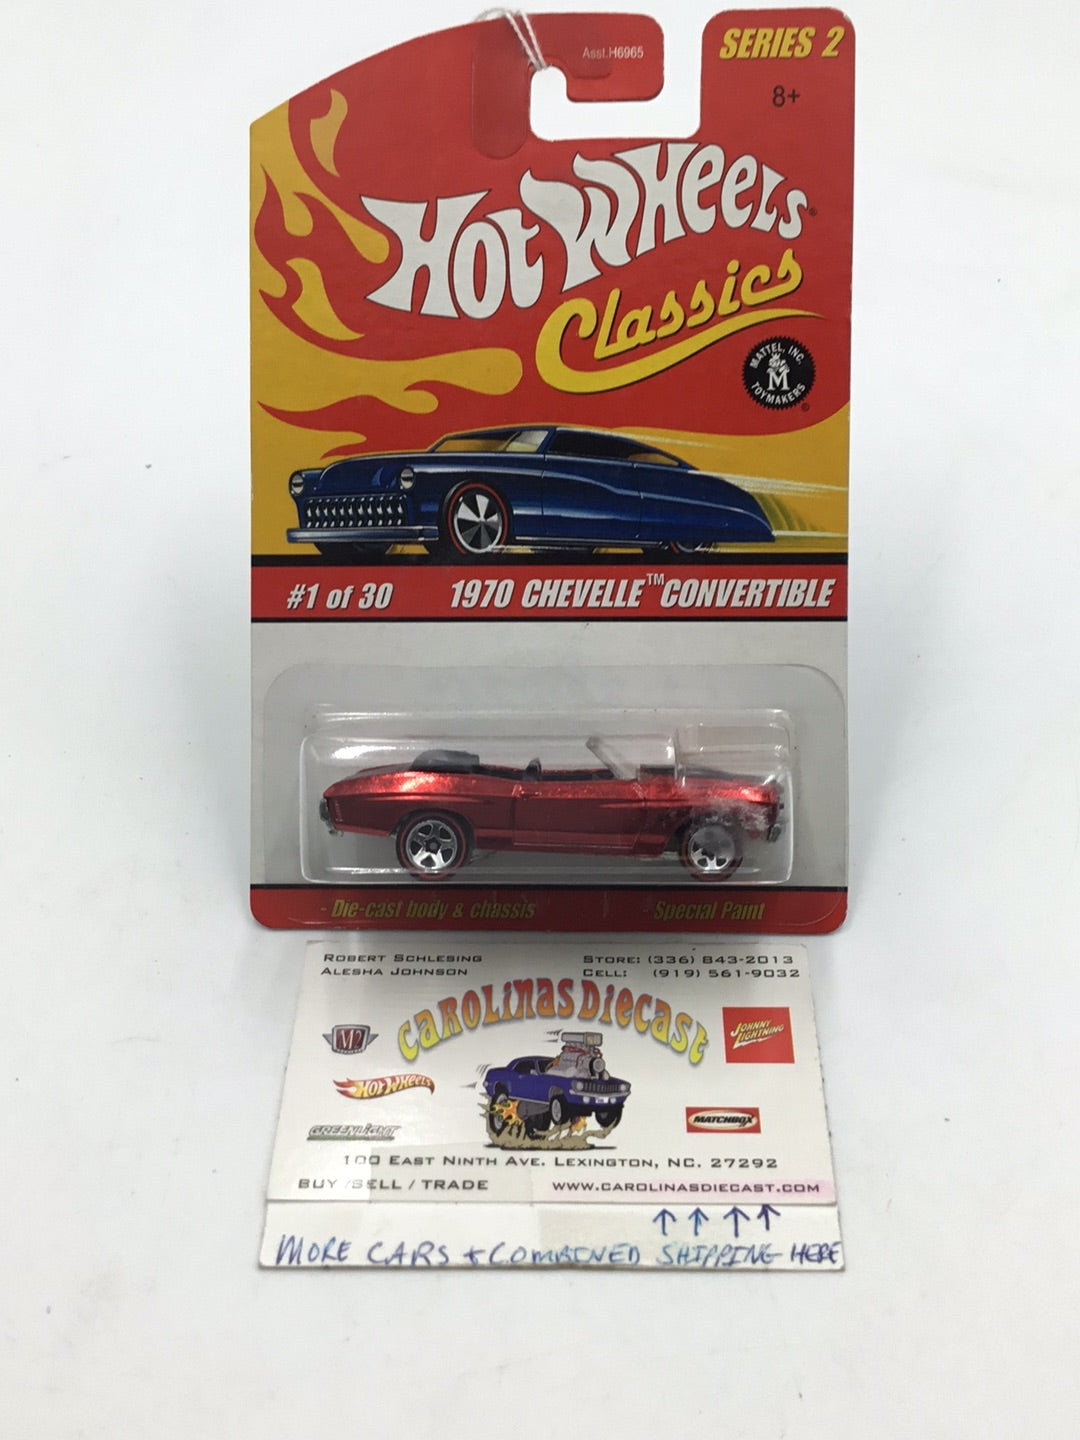 Asst.H6965
SERIES 2
8+
HOT WHEELS®
Classics
MATTEL, INC.
M
TOYMAKERS
®
#1 of 30 1970 CHEVELLE™ CONVERTIBLE
- Die-cast body & chassis - Special Paint
ROBERT SCHLESING STORE: (336) 843-2013
ALESHA JOHNSON CELL: (919) 561-9032
CAROLINAS DIECAST
M2
JOHNNY LIGHTNING
HOT WHEELS
GREENLIGHT
MATCHBOX
100 EAST NINTH AVE. LEXINGTON, NC. 27292
BUY / SELL / TRADE WWW.CAROLINASDIECAST.COM
MORE CARS + COMBINED SHIPPING HERE